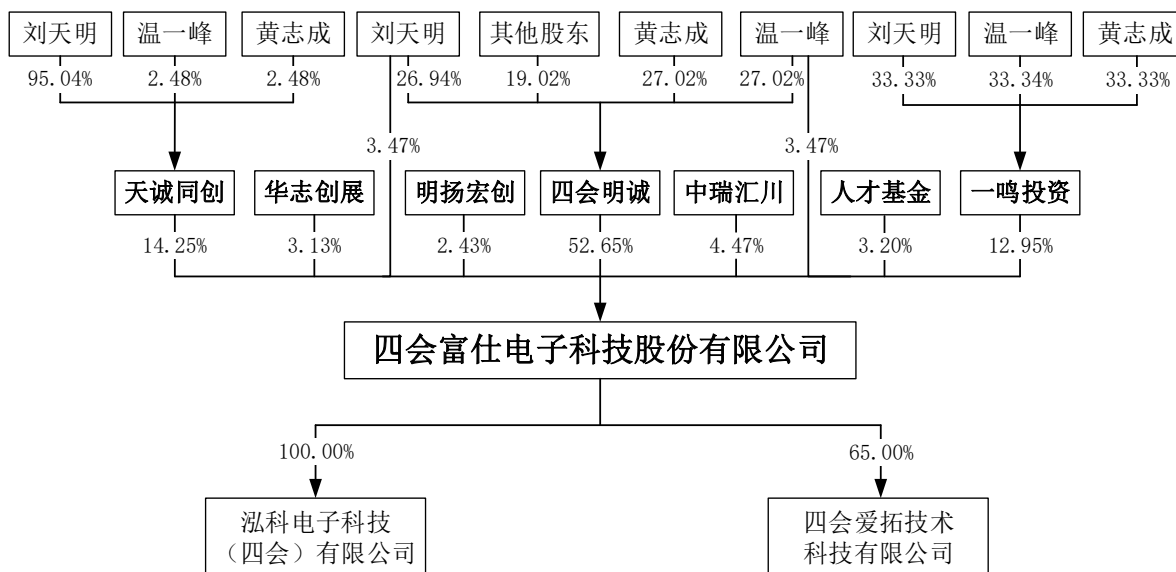 刘天明 温一峰 黄志成 刘天明 其他股东 黄志成 温一峰 刘天明 温一峰 黄志成
95.04% 2.48% 2.48% 26.94% 19.02% 27.02% 27.02% 33.33% 33.34% 33.33%
3.47% 3.47%
天诚同创 华志创展 明扬宏创 四会明诚 中瑞汇川 人才基金 一鸣投资
14.25% 3.13% 2.43% 52.65% 4.47% 3.20% 12.95%
四会富仕电子科技股份有限公司
100.00% 65.00%
泓科电子科技
（四会）有限公司
四会爱拓技术
科技有限公司